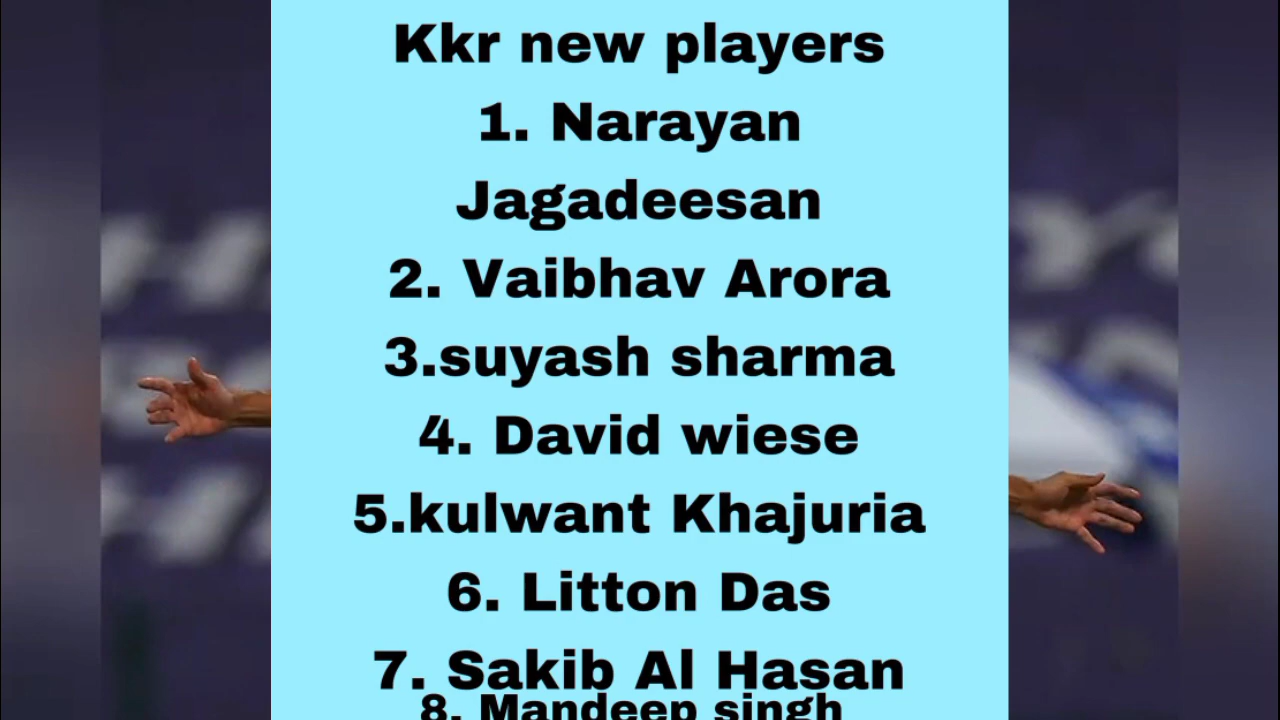 Kkr new players
1. Narayan
Jagadeesan
2. Vaibhav Arora
3.suyash sharma
4. David wiese
5.kulwant Khajuria
6. Litton Das
7. Sakib Al Hasan
8. Mandeep singh